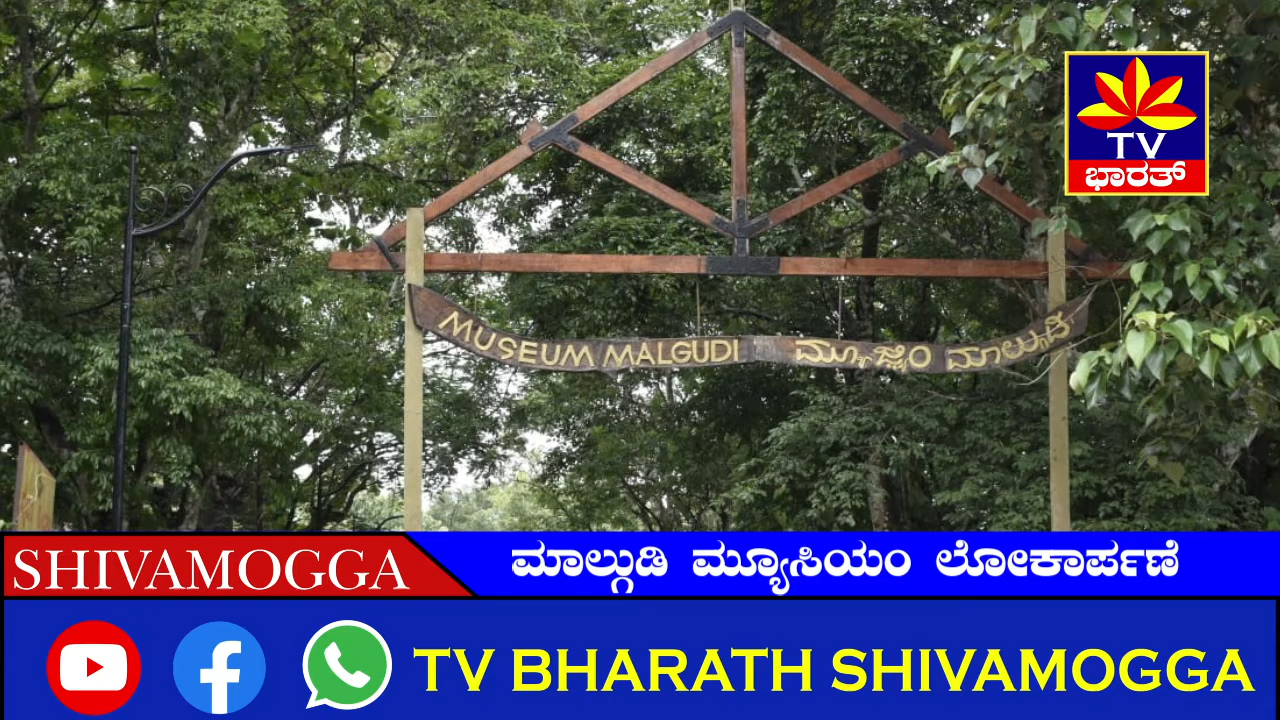 TV
ಭಾರತ್
MUSEUM MALGUDI ಮ್ಯೂಜ್ಹಿಂ ಮಾಲ್ಗುಡಿ
SHIVAMOGGA
ಮಾಲ್ಗುಡಿ ಮ್ಯೂಸಿಯಂ ಲೋಕಾರ್ಪಣೆ
TV BHARATH SHIVAMOGGA